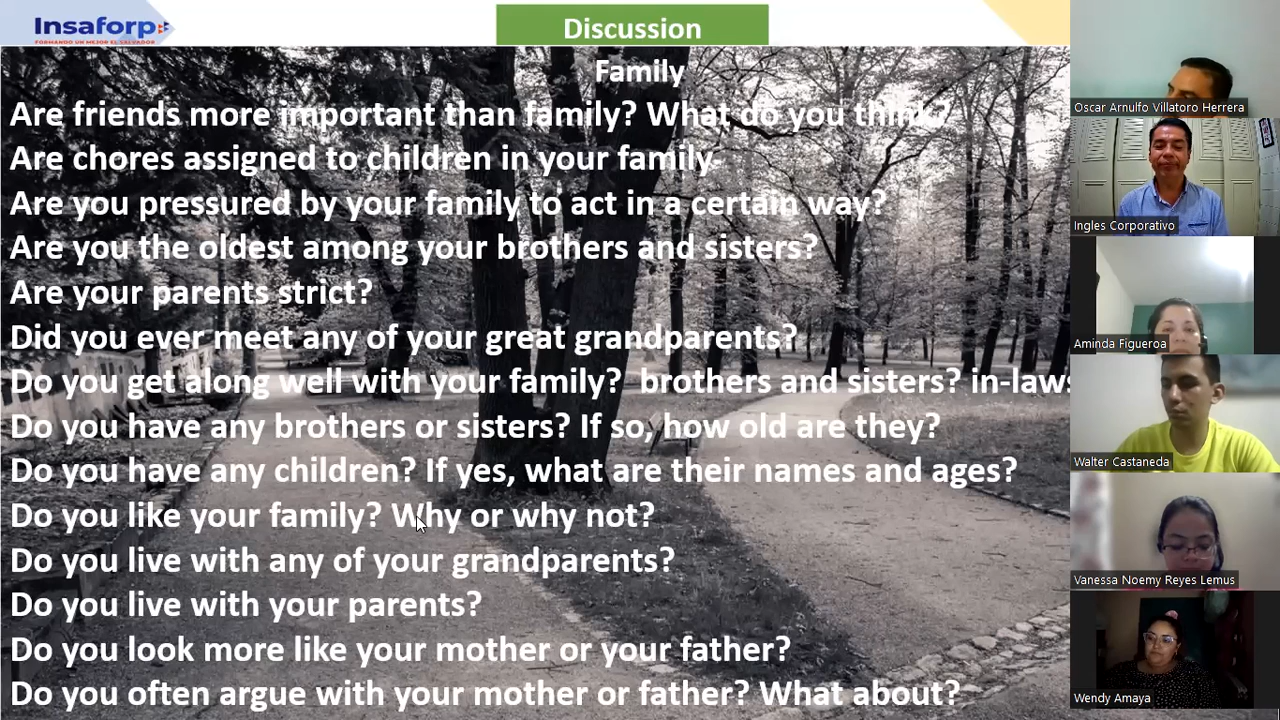 Insaforp
FORMANDO UN MEJOR EL SALVADOR
Discussion
Family
Are friends more important than family? What do you think?
Are chores assigned to children in your family-
Are you pressured by your family to act in a certain way?
Are you the oldest among your brothers and sisters?
Are your parents strict?
Did you ever meet any of your great grandparents?
Do you get along well with your family?  brothers and sisters? in-laws
Do you have any brothers or sisters? If so, how old are they?
Do you have any children? If yes, what are their names and ages?
Do you like your family? Why or why not?
Do you live with any of your grandparents?
Do you live with your parents?
Do you look more like your mother or your father?
Do you often argue with your mother or father? What about?
Oscar Arnulfo Villatoro Herrera
Ingles Corporativo
Aminda Figueroa
Walter Castaneda
Vanessa Noemy Reyes Lemus
Wendy Amaya